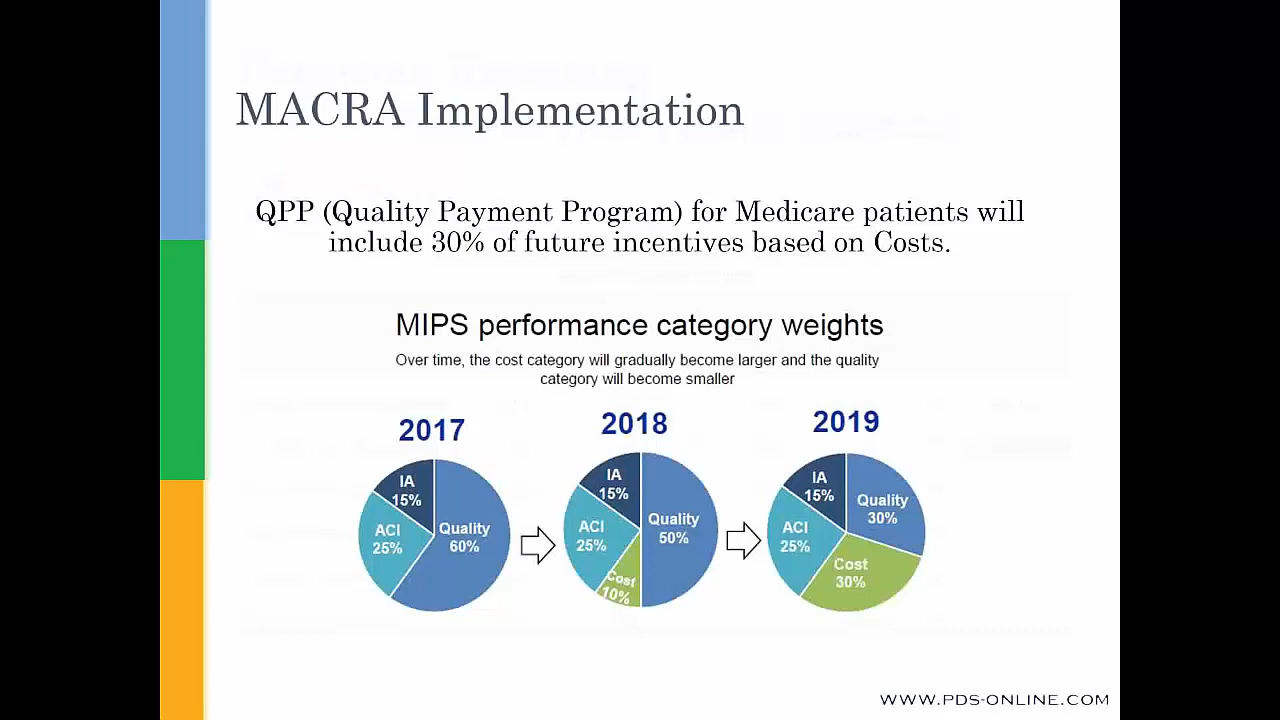 MACRA Implementation
QPP (Quality Payment Program) for Medicare patients will
include 30% of future incentives based on Costs.
MIPS performance category weights
Over time, the cost category will gradually become larger and the quality
category will become smaller
2017
2018
2019
IA
15%
ACI
25%
Quality
60%
IA
15%
ACI
25%
Quality
50%
Cost
10%
IA
15%
ACI
25%
Quality
30%
Cost
30%
WWW.PDS-ONLINE.COM